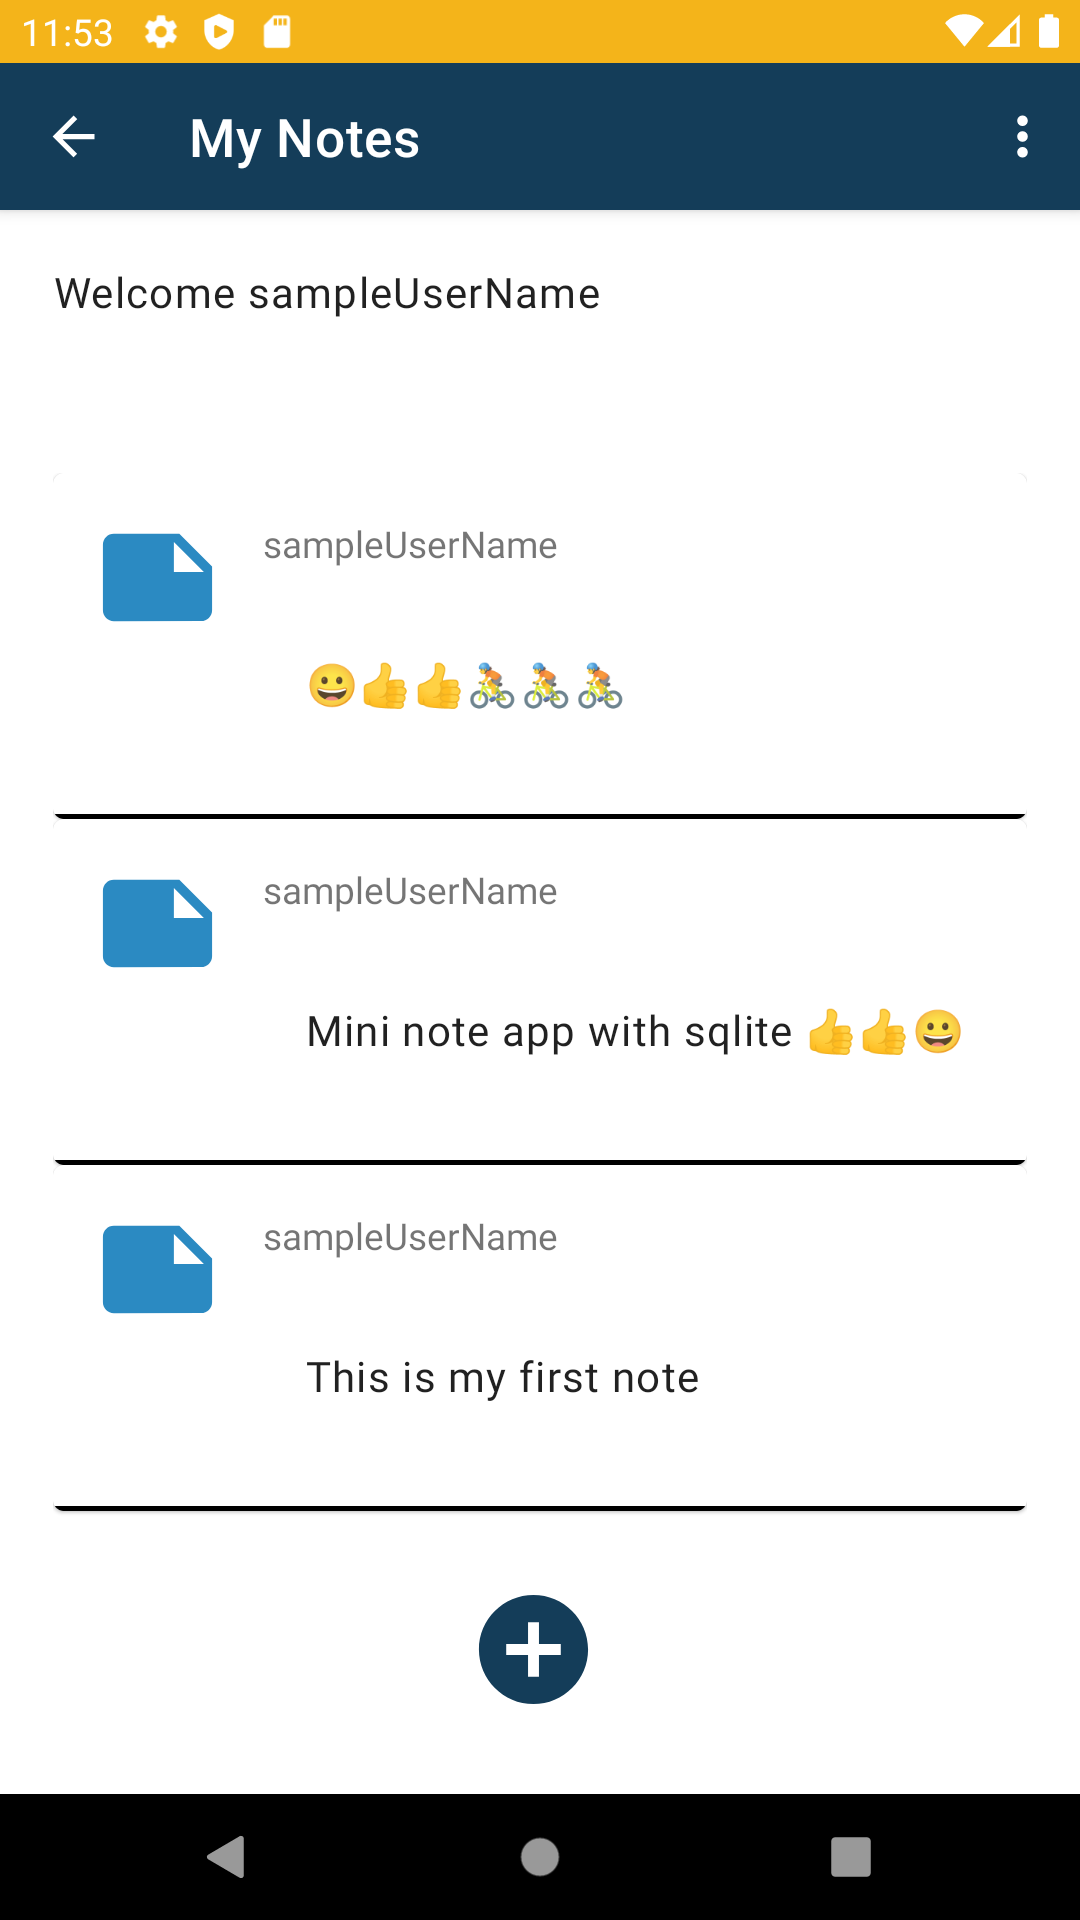 11:53
My Notes
Welcome sampleUserName
sampleUserName
😀👍👍🚴🚴🚴
sampleUserName
Mini note app with sqlite 👍👍😀
sampleUserName
This is my first note